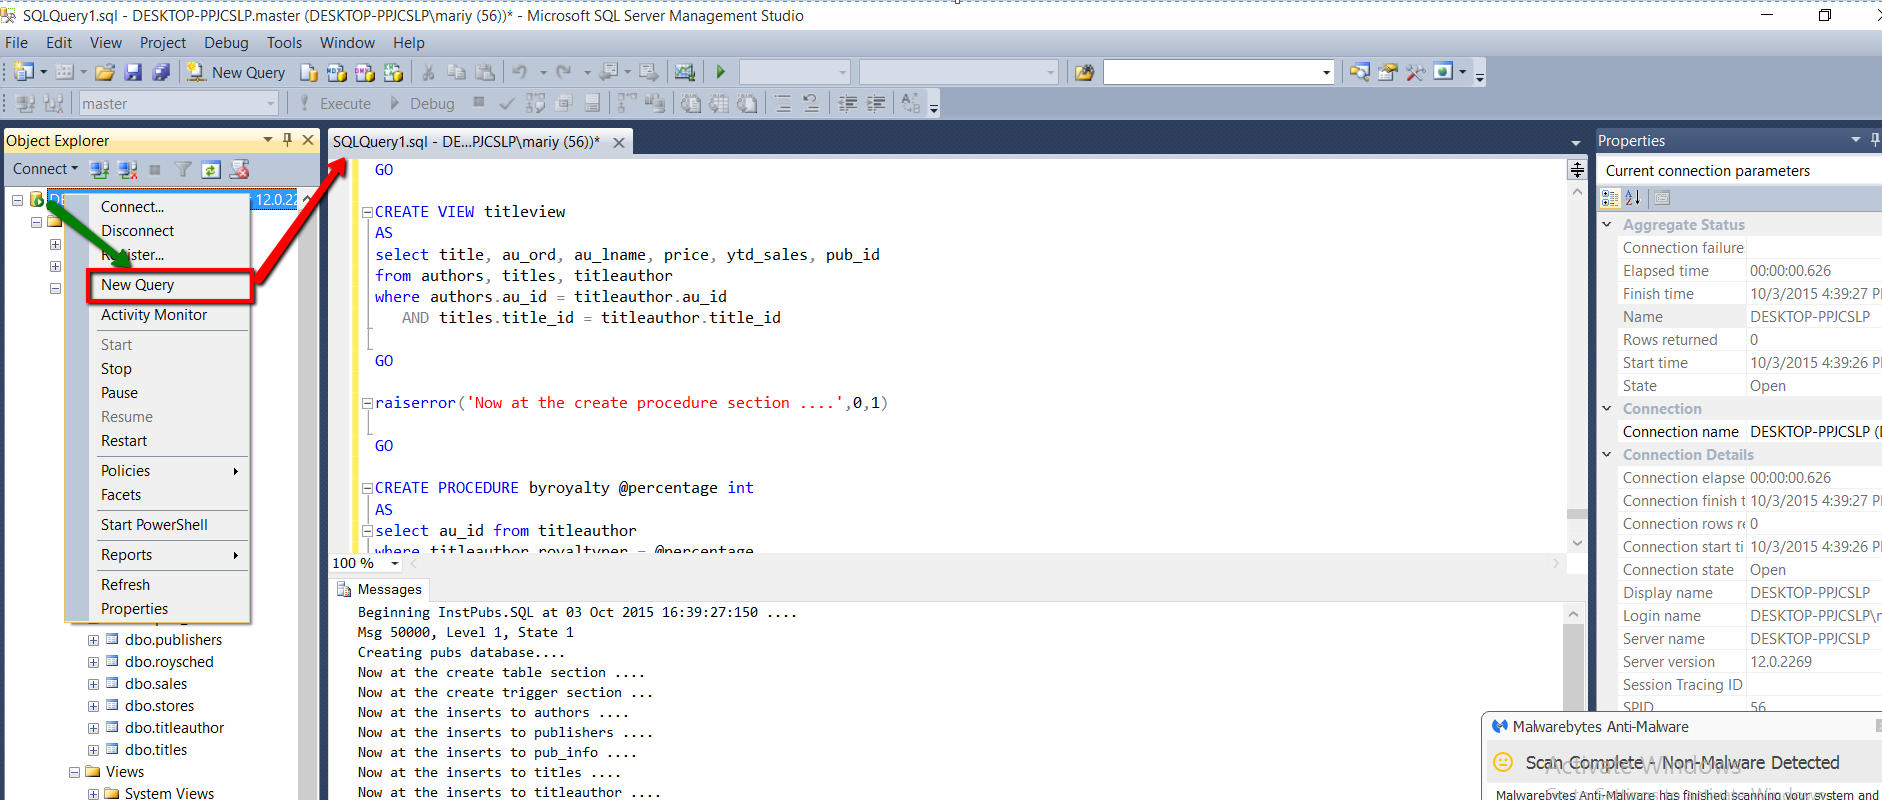 SQLQuery1.sql - DESKTOP-PPJCSLP.master (DESKTOP-PPJCSLP\mariy (56))* - Microsoft SQL Server Management Studio
File Edit View Project Debug Tools Window Help
New Query
master
Execute Debug
Object Explorer
Connect
12.0.22
Connect...
Disconnect
New Query
Activity Monitor
Start
Stop
Pause
Resume
Restart
Policies
Facets
Start PowerShell
Reports
Refresh
Properties
dbo.publishers
dbo.roysched
dbo.sales
dbo.stores
dbo.titleauthor
dbo.titles
Views
System Views
SQLQuery1.sql - DE...PJCSLP\mariy (56))*
GO
CREATE VIEW titleview
AS
select title, au_ord, au_lname, price, ytd_sales, pub_id
from authors, titles, titleauthor
where authors.au_id = titleauthor.au_id
AND titles.title_id = titleauthor.title_id
GO
raiserror('Now at the create procedure section ....',0,1)
GO
CREATE PROCEDURE byroyalty @percentage int
AS
select au_id from titleauthor
where titleauthor.royaltyper = @percentage
100 %
Messages
Beginning InstPubs.SQL at 03 Oct 2015 16:39:27:150 ....
Msg 50000, Level 1, State 1
Creating pubs database....
Now at the create table section ....
Now at the create trigger section ...
Now at the inserts to authors ....
Now at the inserts to publishers ....
Now at the inserts to pub_info ....
Now at the inserts to titles ....
Now at the inserts to titleauthor ....
Properties
Current connection parameters
Aggregate Status
Connection failure
Elapsed time 00:00:00.626
Finish time 10/3/2015 4:39:27 P
Name DESKTOP-PPJCSLP
Rows returned 0
Start time 10/3/2015 4:39:26 P
State Open
Connection
Connection name DESKTOP-PPJCSLP (
Connection Details
Connection elapse 00:00:00.626
Connection finish t 10/3/2015 4:39:27 P
Connection rows re 0
Connection start ti 10/3/2015 4:39:26 P
Connection state Open
Display name DESKTOP-PPJCSLP
Login name DESKTOP-PPJCSLP\
Server name DESKTOP-PPJCSLP
Server version 12.0.2269
Session Tracing ID
SPID 56
Malwarebytes Anti-Malware
Scan Complete - Non-Malware Detected
Activate Windows
Malwarebytes Anti-Malware has finished scanning your system and